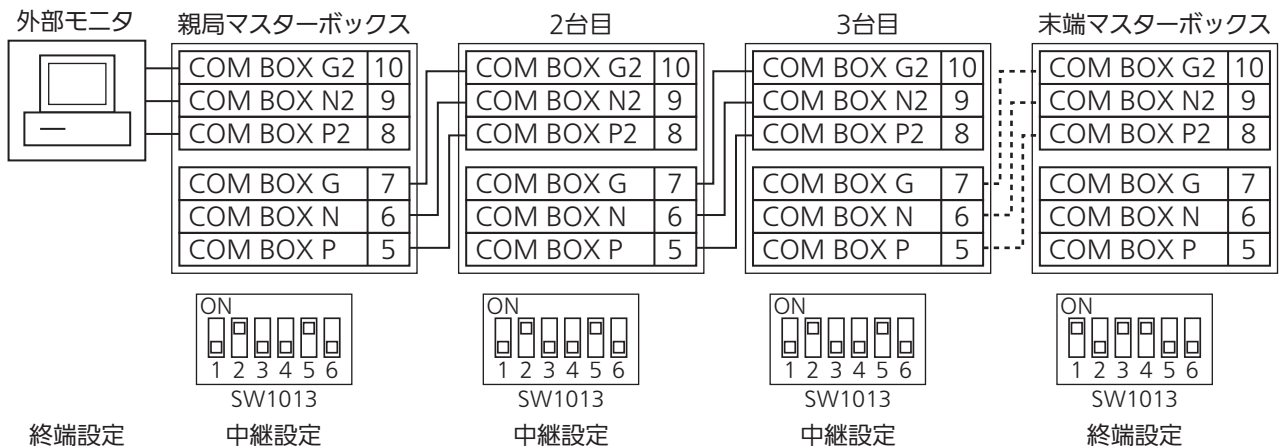 外部モニタ
親局マスターボックス
2台目
3台目
末端マスターボックス
COM BOX G2 10
COM BOX N2 9
COM BOX P2 8
COM BOX G 7
COM BOX N 6
COM BOX P 5
COM BOX G2 10
COM BOX N2 9
COM BOX P2 8
COM BOX G 7
COM BOX N 6
COM BOX P 5
COM BOX G2 10
COM BOX N2 9
COM BOX P2 8
COM BOX G 7
COM BOX N 6
COM BOX P 5
COM BOX G2 10
COM BOX N2 9
COM BOX P2 8
COM BOX G 7
COM BOX N 6
COM BOX P 5
ON
1 2 3 4 5 6
SW1013
ON
1 2 3 4 5 6
SW1013
ON
1 2 3 4 5 6
SW1013
ON
1 2 3 4 5 6
SW1013
終端設定
中継設定
中継設定
中継設定
終端設定